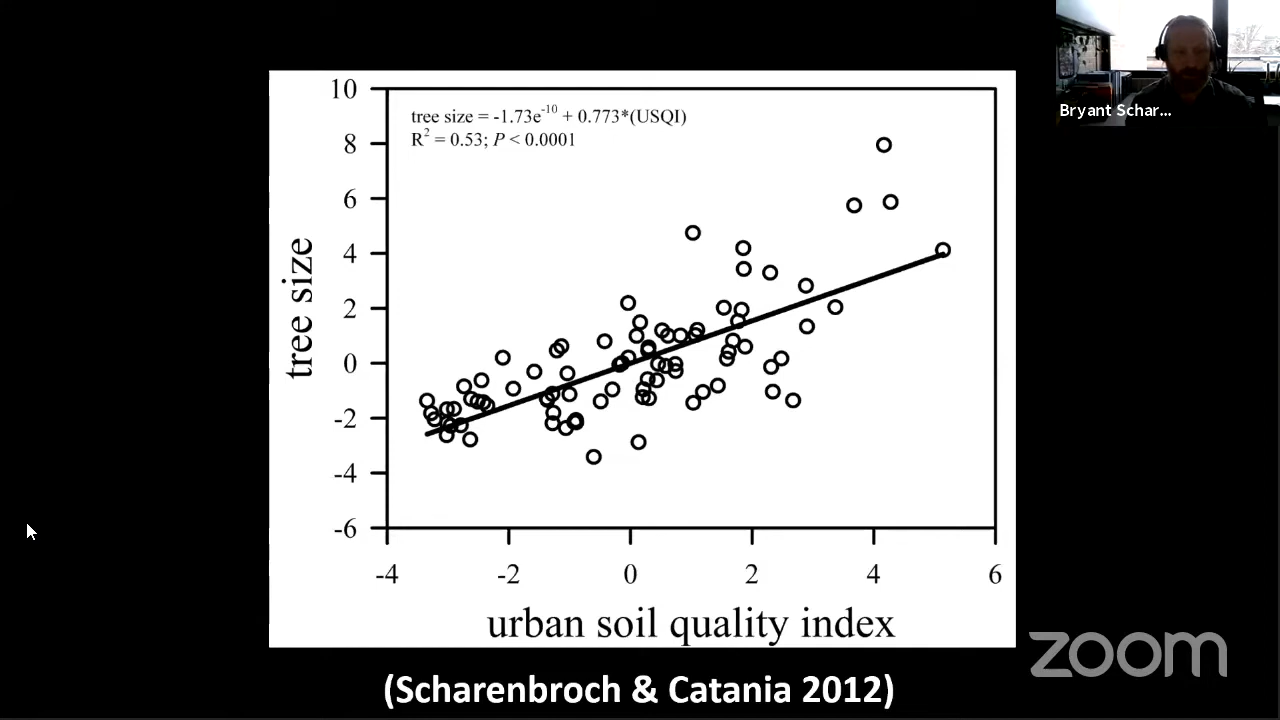 Bryant Schar...
tree size = -1.73e-10 + 0.773*(USQI)
R2 = 0.53; P < 0.0001
10
8
6
4
2
0
-2
-4
-6
tree size
-4 -2 0 2 4 6
urban soil quality index
zoom
(Scharenbroch & Catania 2012)